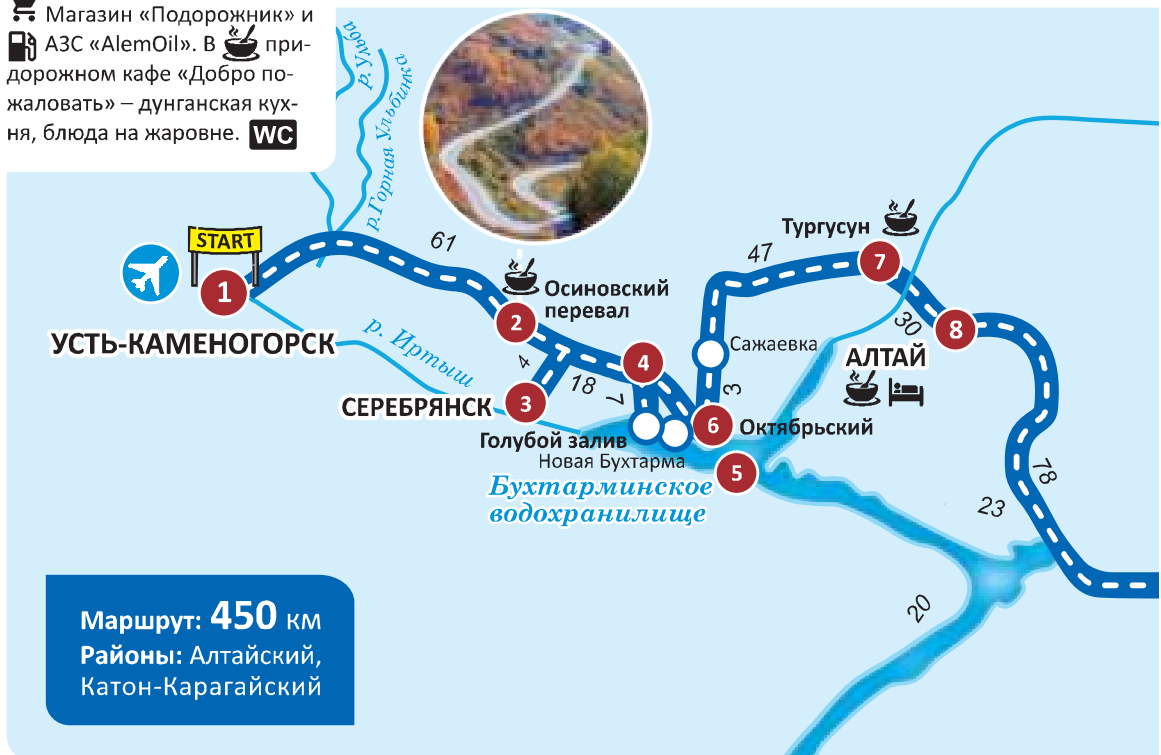 Магазин «Подорожник» и
АЗС «AlemOil». В при-
дорожном кафе «Добро по-
жаловать» – дунганская кух-
ня, блюда на жаровне. WC
р. Ульба
р.Горная Ульбинка
START
1
УСТЬ-КАМЕНОГОРСК
61
2
Осиновский
перевал
р. Иртыш
4
3
СЕРЕБРЯНСК
18
4
7
Голубой залив
Новая Бухтарма
Бухтарминское
водохранилище
5
6
Октябрьский
3
Сажаевка
47
Тургусун
7
30
8
АЛТАЙ
78
23
20
Маршрут: 450 км
Районы: Алтайский,
Катон-Карагайский